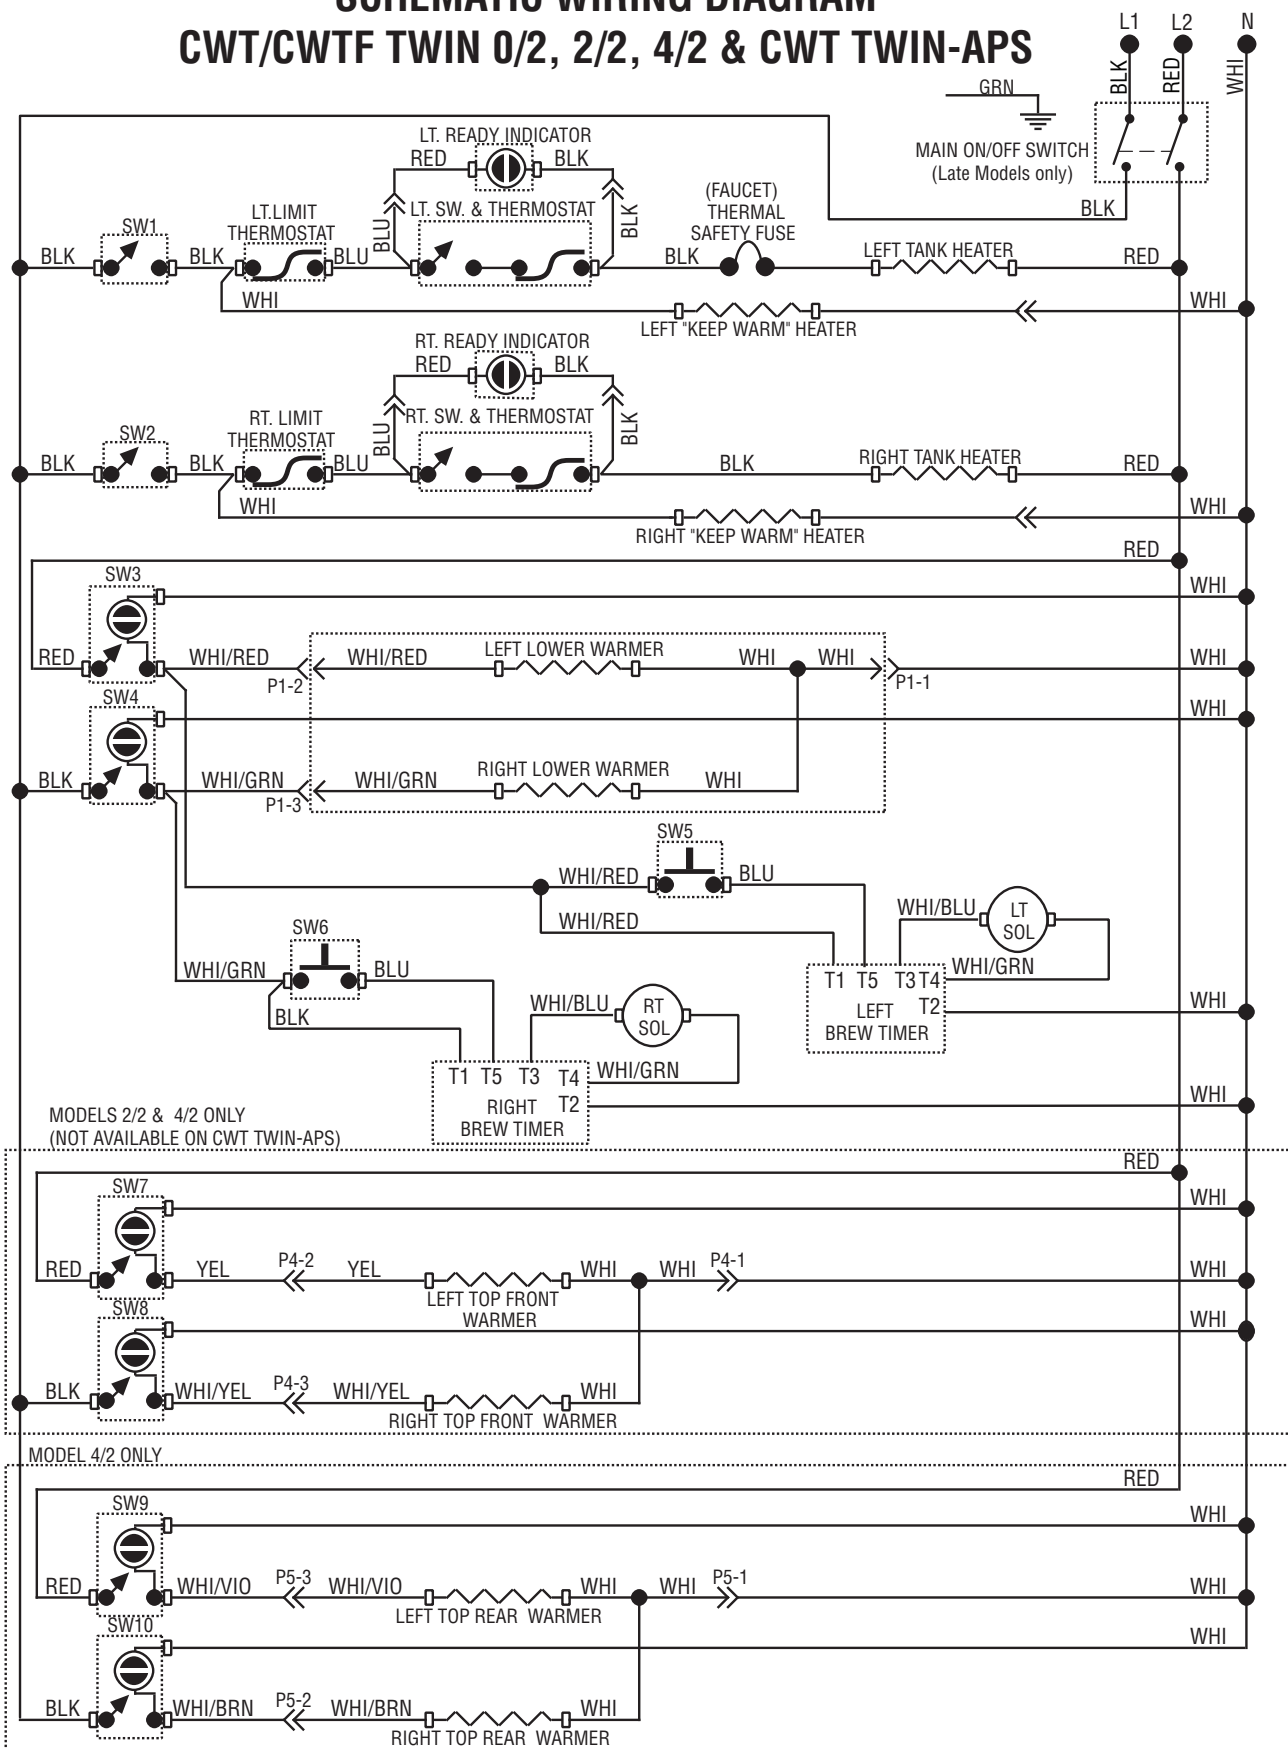 SCHEMATIC WIRING DIAGRAM
CWT/CWTF TWIN 0/2, 2/2, 4/2 & CWT TWIN-APS
L1 L2 N
BLK RED WHI
GRN
MAIN ON/OFF SWITCH
(Late Models only)
BLK
LT. READY INDICATOR
RED BLK
BLU BLK
SW1
LT.LIMIT
THERMOSTAT
LT. SW. & THERMOSTAT
(FAUCET)
THERMAL
SAFETY FUSE
LEFT TANK HEATER
BLK BLK BLU BLK RED
WHI WHI
LEFT "KEEP WARM" HEATER
RT. READY INDICATOR
RED BLK
BLU BLK
SW2
RT. LIMIT
THERMOSTAT
RT. SW. & THERMOSTAT
RIGHT TANK HEATER
BLK BLK BLU BLK RED
WHI WHI
RIGHT "KEEP WARM" HEATER
RED
SW3
WHI
LEFT LOWER WARMER
RED WHI/RED WHI/RED WHI WHI WHI
P1-2 P1-1
SW4
WHI
RIGHT LOWER WARMER
BLK WHI/GRN WHI/GRN WHI
P1-3
SW5
WHI/RED BLU
WHI/RED
WHI/BLU LT
SOL
WHI/GRN
T1 T5 T3 T4
T2
LEFT
BREW TIMER
WHI
SW6
WHI/GRN BLU
BLK
WHI/BLU RT
SOL
WHI/GRN
T1 T5 T3 T4
T2
RIGHT
BREW TIMER
WHI
MODELS 2/2 & 4/2 ONLY
(NOT AVAILABLE ON CWT TWIN-APS)
RED
SW7
WHI
RED YEL P4-2 YEL WHI WHI P4-1 WHI
LEFT TOP FRONT
WARMER
SW8
WHI
BLK WHI/YEL P4-3 WHI/YEL WHI
RIGHT TOP FRONT WARMER
MODEL 4/2 ONLY
RED
SW9
WHI
RED WHI/VIO P5-3 WHI/VIO WHI WHI P5-1 WHI
LEFT TOP REAR WARMER
SW10
WHI
BLK WHI/BRN P5-2 WHI/BRN WHI
RIGHT TOP REAR WARMER